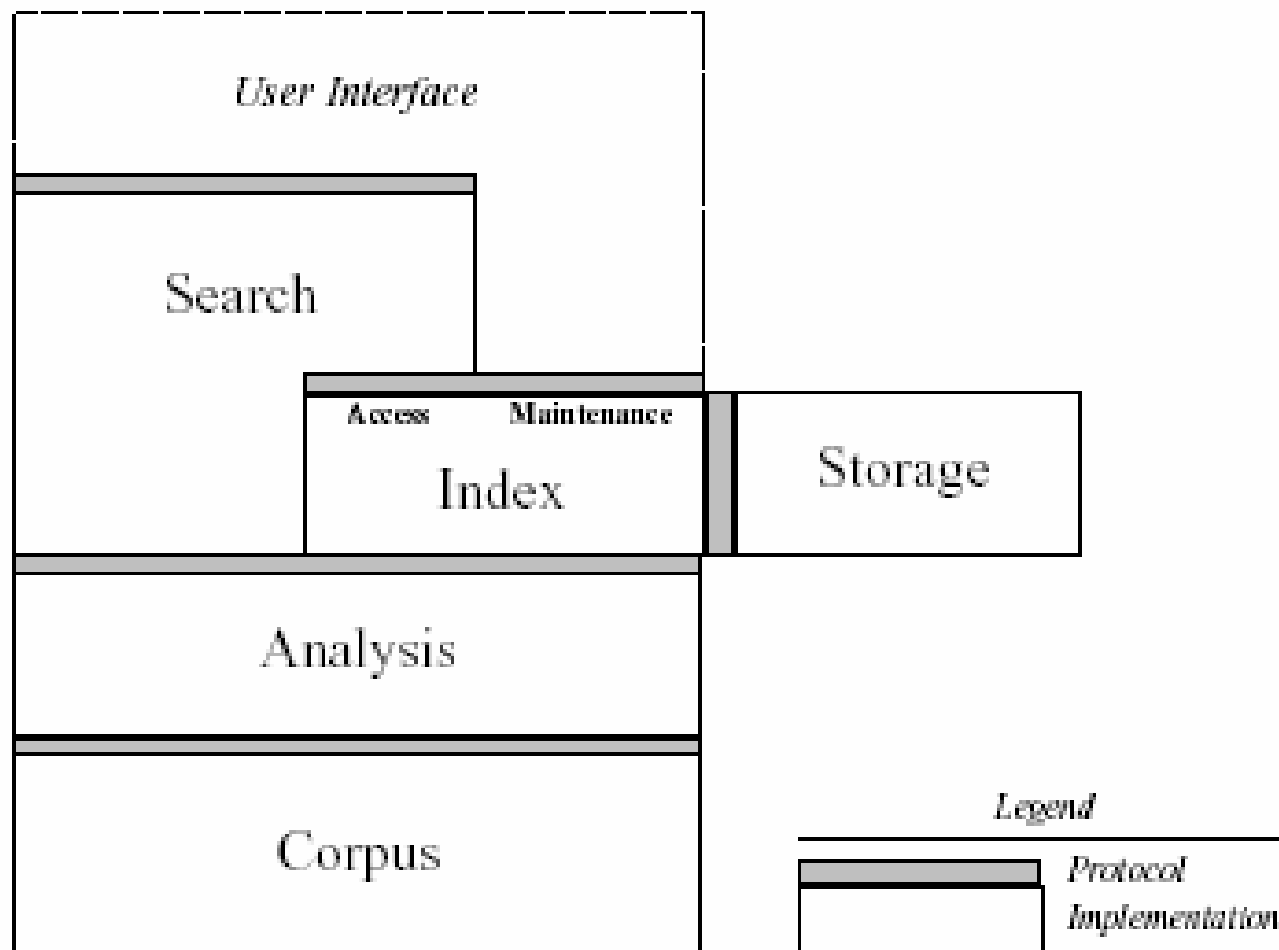 User Interface
Search
Access Maintenance
Index
Storage
Analysis
Corpus
Legend
Protocol
Implementation